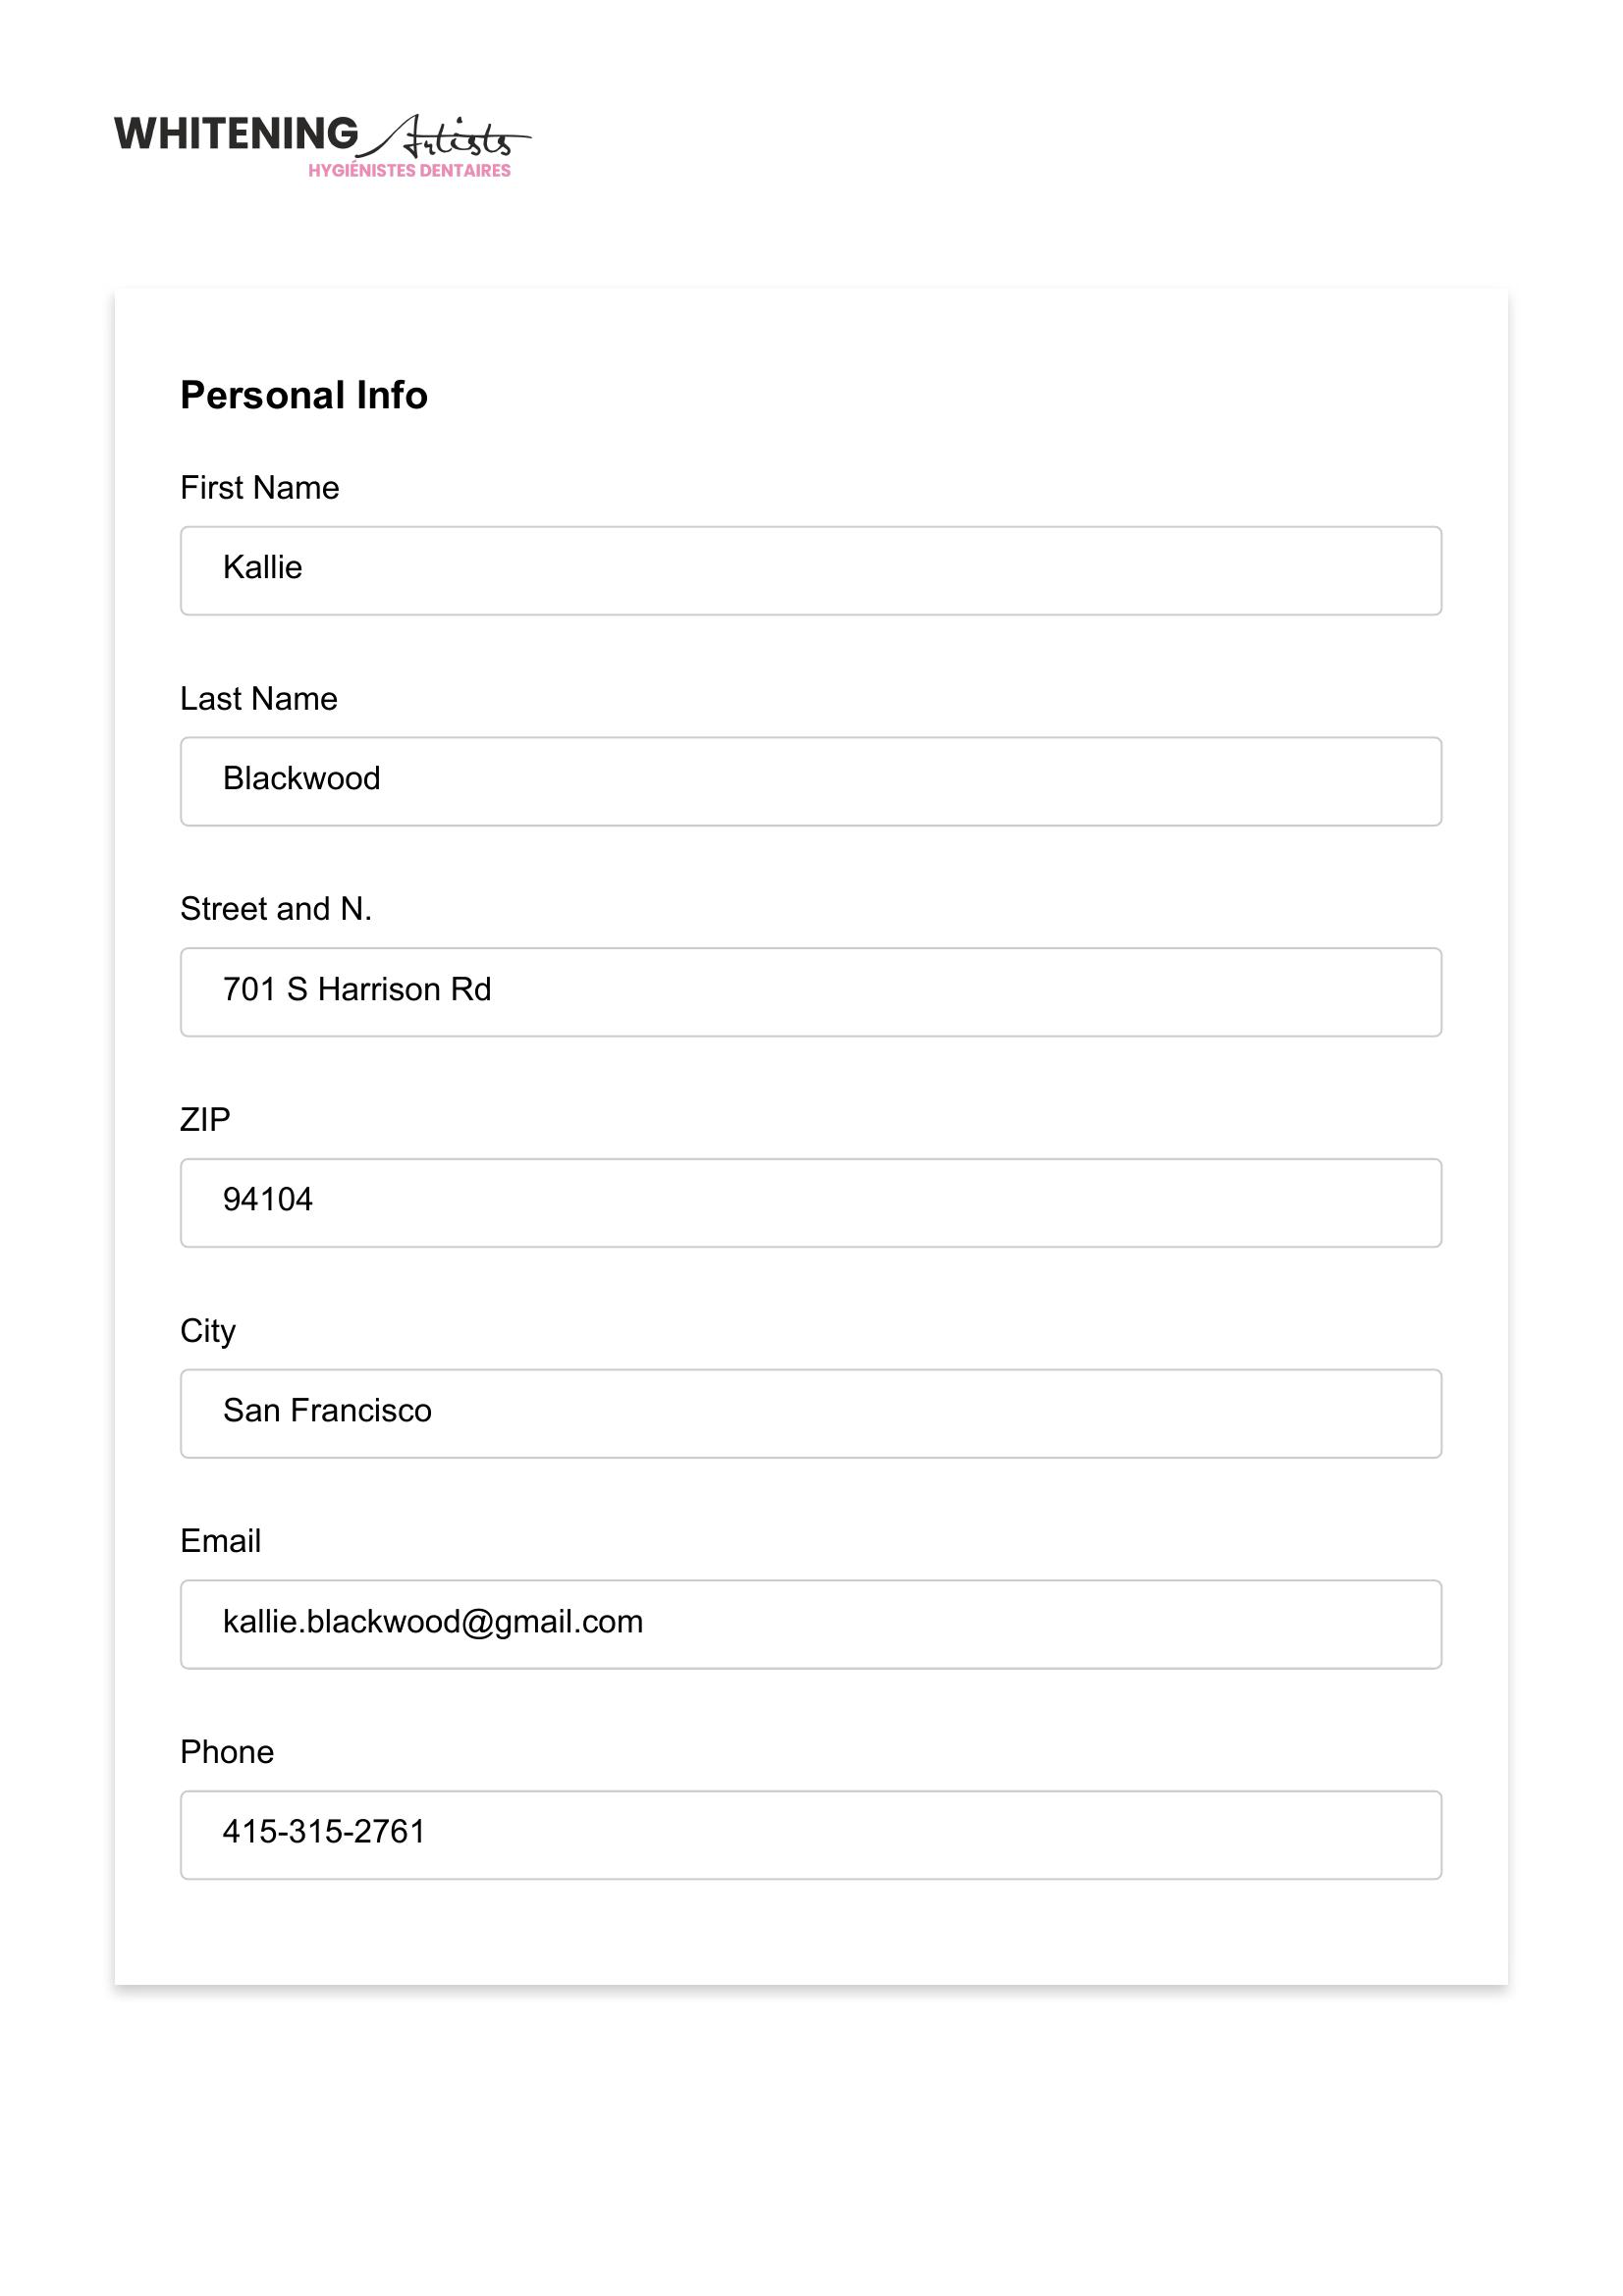 WHITENING Artists
HYGIÉNISTES DENTAIRES
Personal Info
First Name
Kallie
Last Name
Blackwood
Street and N.
701 S Harrison Rd
ZIP
94104
City
San Francisco
Email
kallie.blackwood@gmail.com
Phone
415-315-2761